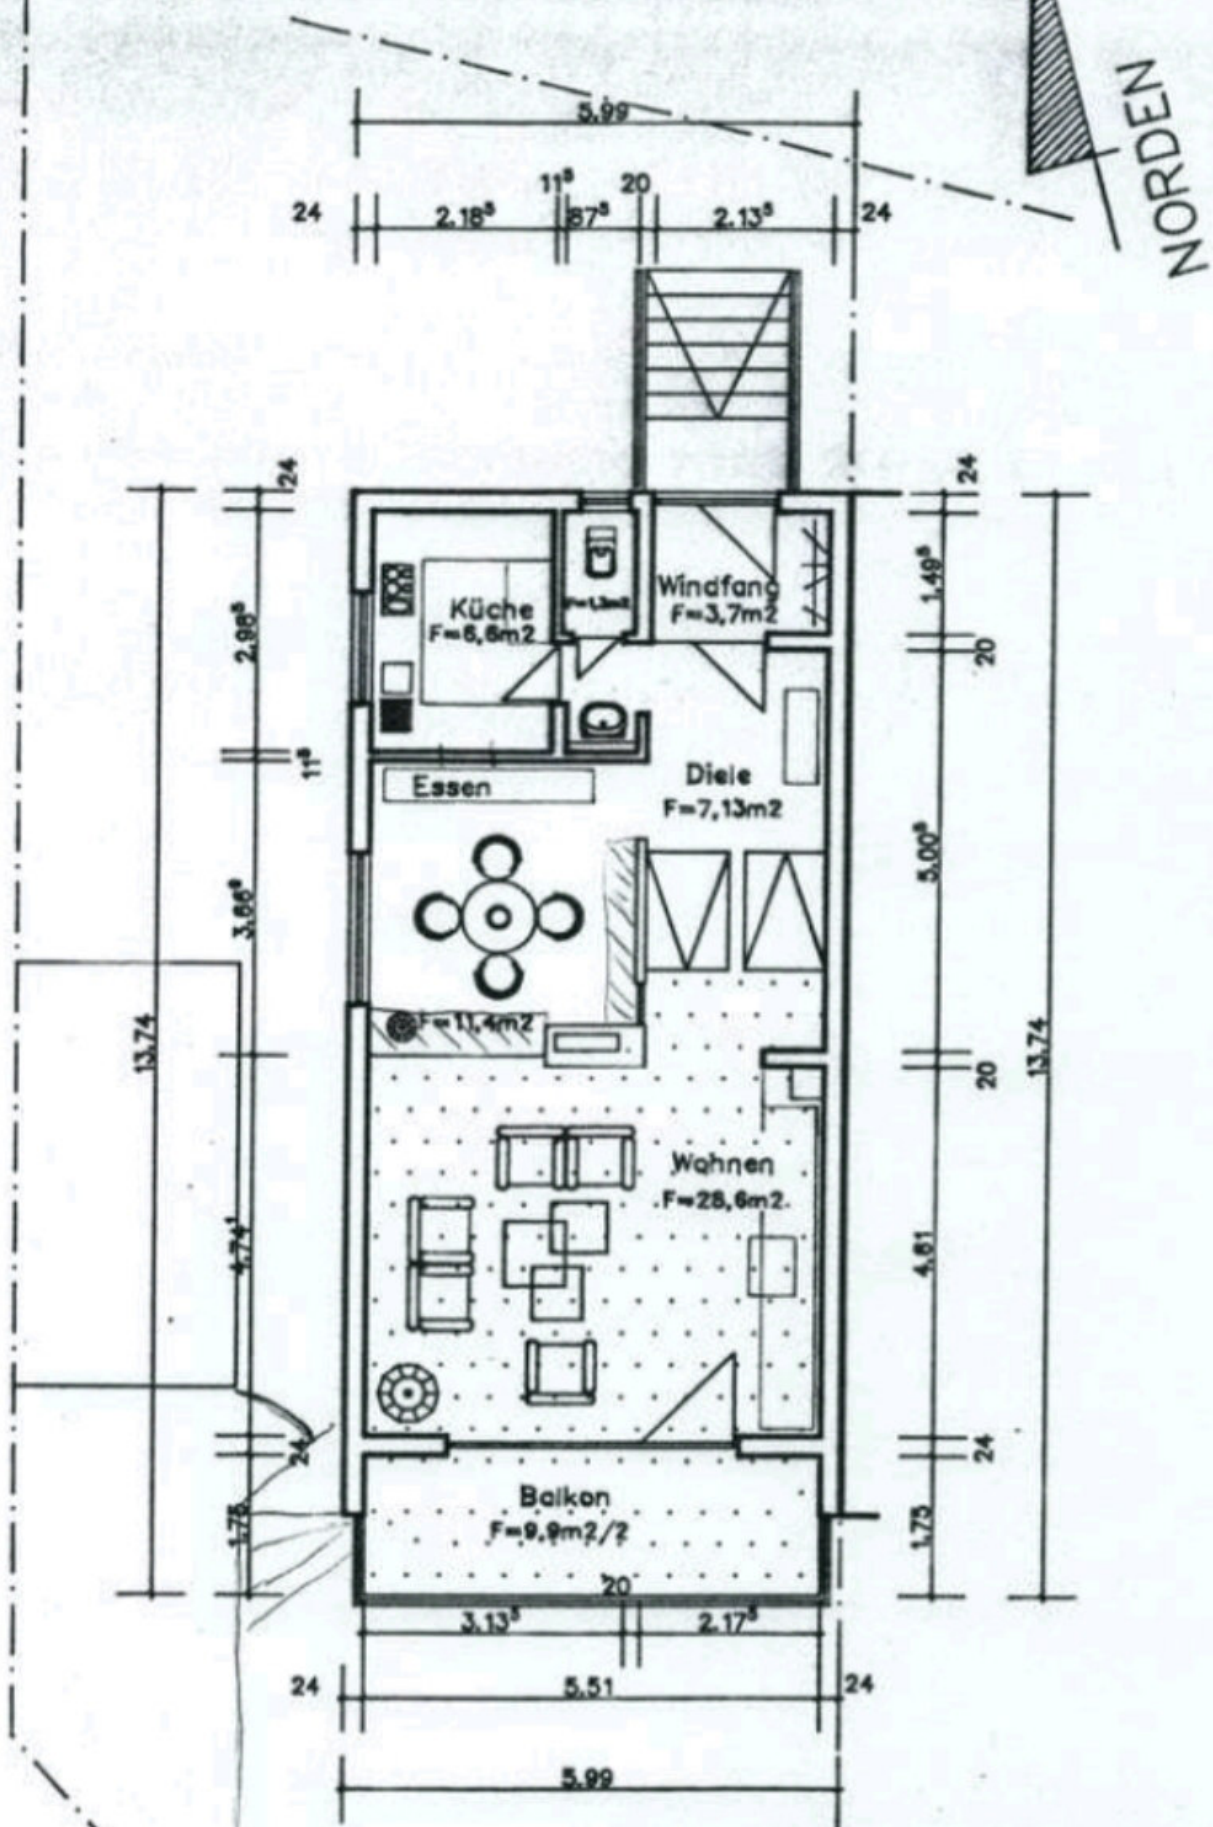 NORDEN
5.99
11⁵ 20
24 2.18⁵ 87⁵ 2.13⁵ 24
24 24
Windfang
F=3,7m2
Küche
F=6,6m2
2.98⁵
1.49⁵
20
11⁵
Essen
Diele
F=7,13m2
5.00⁵
F=11,4m2
13.74
13.74
20
Wohnen
F=28,6m2
4.74¹
4.61
24 24
Balkon
F=9,9m2/2
1.75 1.75
20
3.13⁵ 2.17⁵
24 5.51 24
5.99